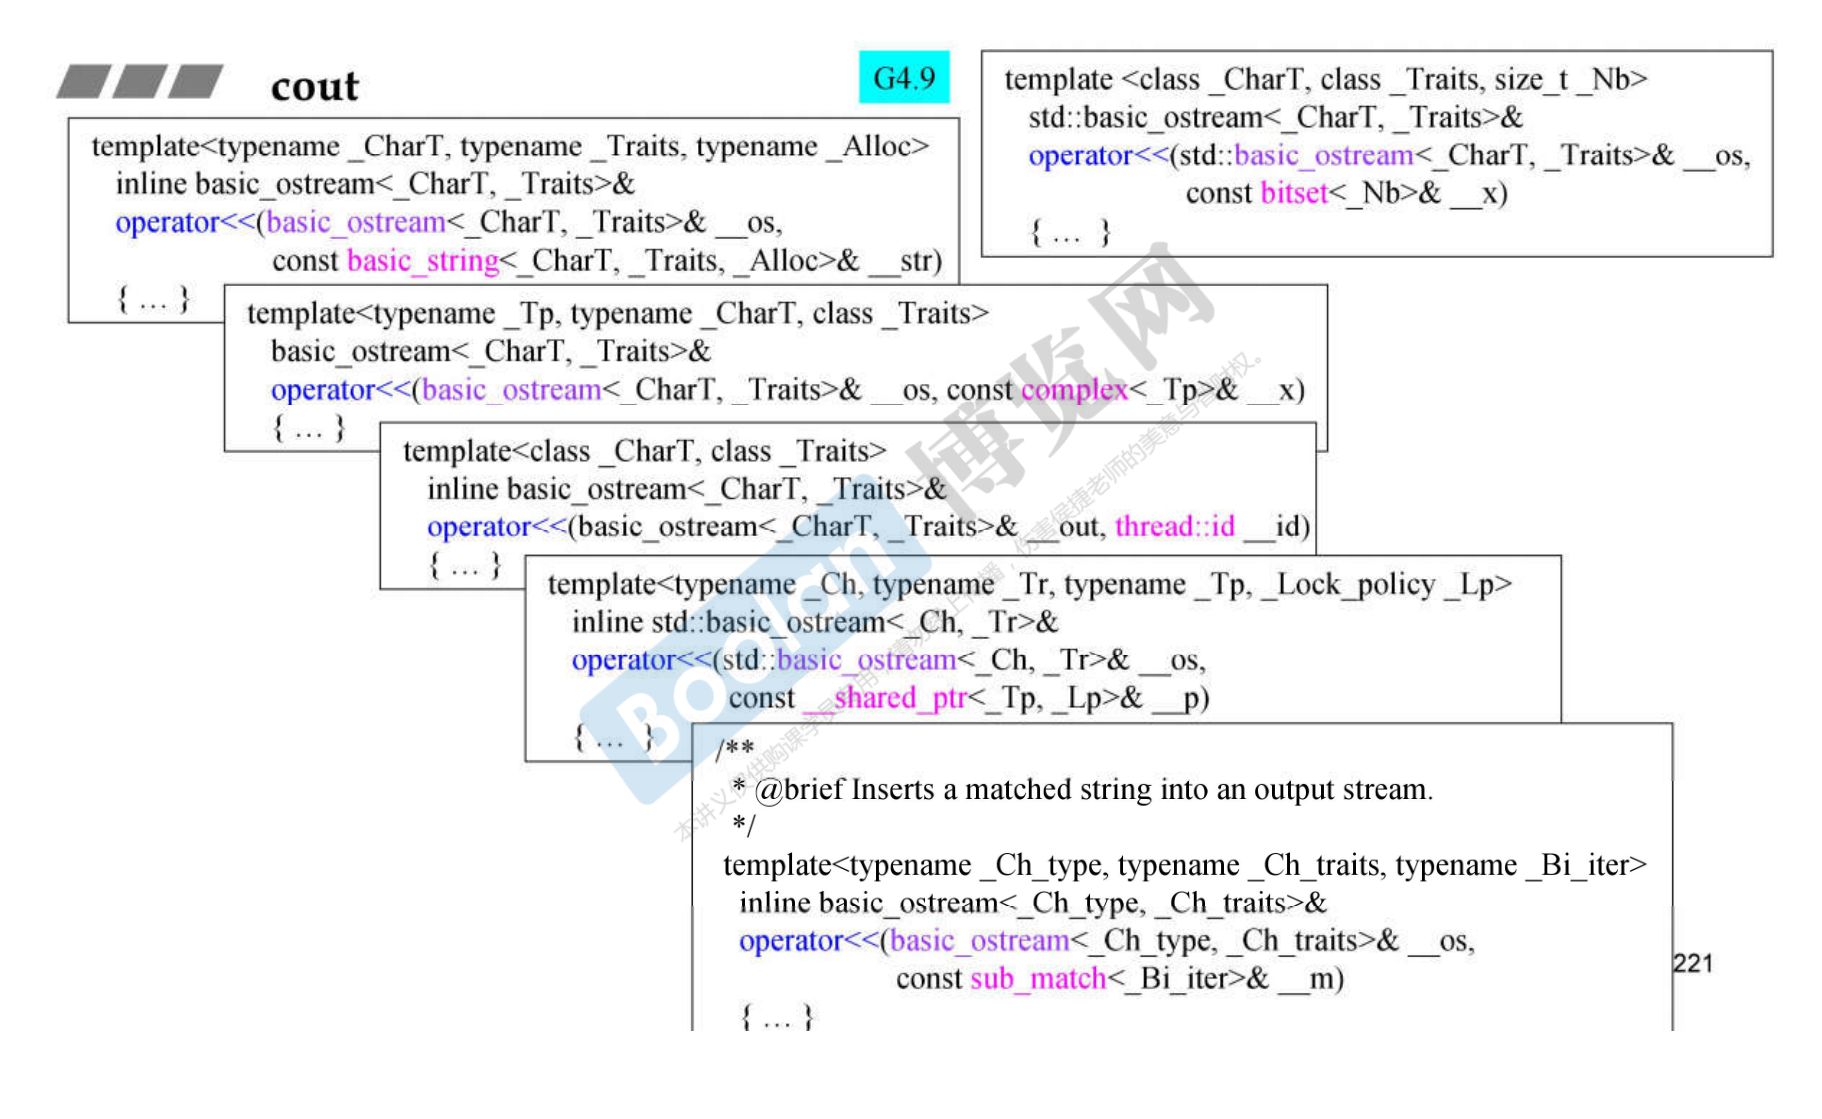 cout
G4.9
template<typename _CharT, typename _Traits, typename _Alloc>
inline basic_ostream<_CharT, _Traits>&
operator<<(basic_ostream<_CharT, _Traits>& __os,
const basic_string<_CharT, _Traits, _Alloc>& __str)
{ ... }
template <class _CharT, class _Traits, size_t _Nb>
std::basic_ostream<_CharT, _Traits>&
operator<<(std::basic_ostream<_CharT, _Traits>& __os,
const bitset<_Nb>& __x)
{ ... }
template<typename _Tp, typename _CharT, class _Traits>
basic_ostream<_CharT, _Traits>&
operator<<(basic_ostream<_CharT, _Traits>& __os, const complex<_Tp>& __x)
{ ... }
template<class _CharT, class _Traits>
inline basic_ostream<_CharT, _Traits>&
operator<<(basic_ostream<_CharT, _Traits>& __out, thread::id __id)
{ ... }
template<typename _Ch, typename _Tr, typename _Tp, _Lock_policy _Lp>
inline std::basic_ostream<_Ch, _Tr>&
operator<<(std::basic_ostream<_Ch, _Tr>& __os,
const __shared_ptr<_Tp, _Lp>& __p)
{ ... }
/**
* @brief Inserts a matched string into an output stream.
*/
template<typename _Ch_type, typename _Ch_traits, typename _Bi_iter>
inline basic_ostream<_Ch_type, _Ch_traits>&
operator<<(basic_ostream<_Ch_type, _Ch_traits>& __os,
const sub_match<_Bi_iter>& __m)
{ ... }
221
Boolan 博览网
本讲义仅供购课学员 用，请勿 上传播，伤害侯捷老师的美意与 权。